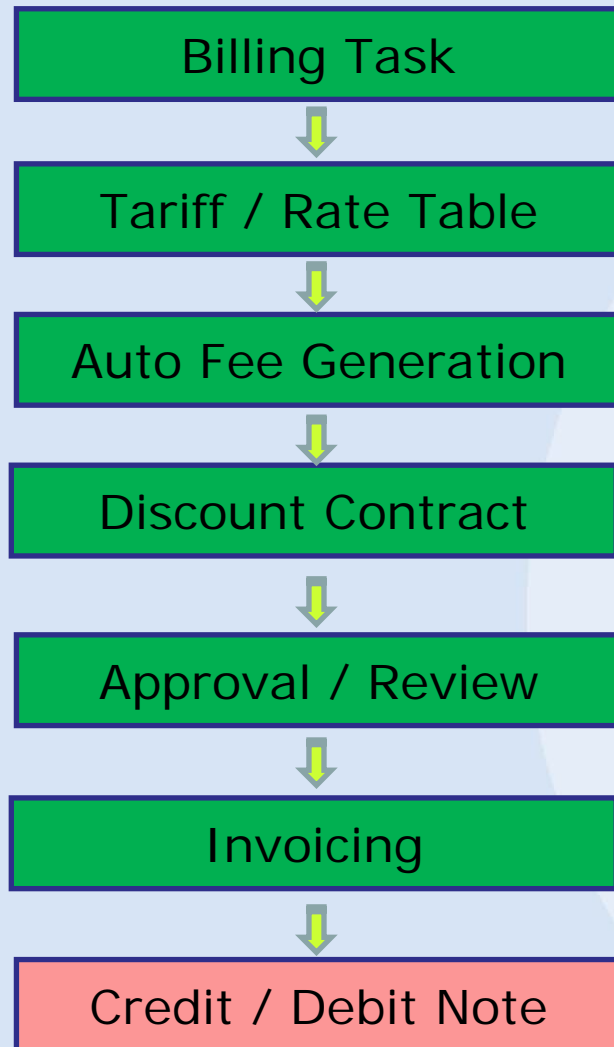 Billing Task
Tariff / Rate Table
Auto Fee Generation
Discount Contract
Approval / Review
Invoicing
Credit / Debit Note